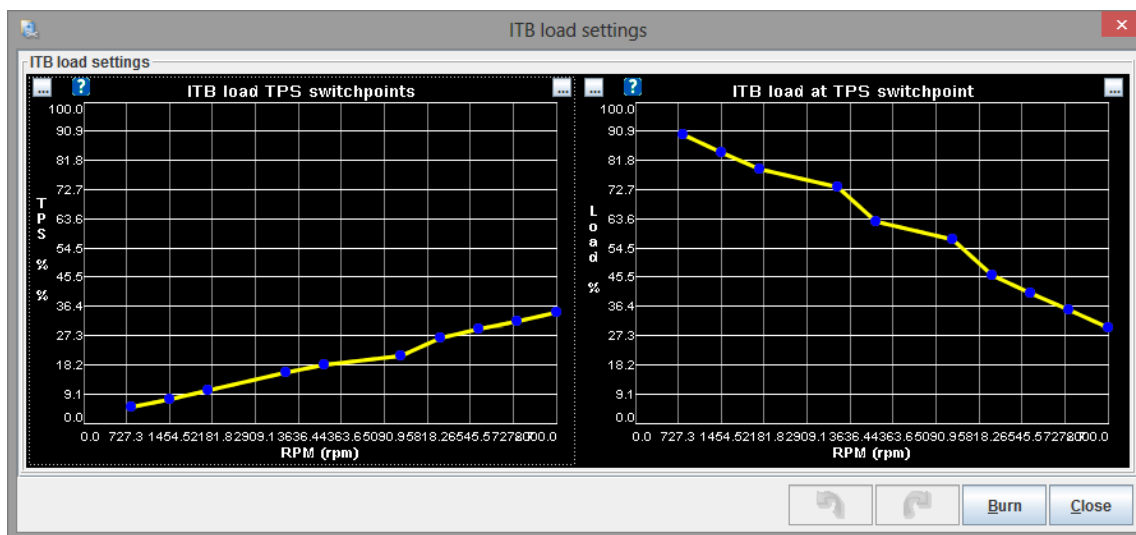 ITB load settings
ITB load settings
... ? ITB load TPS switchpoints ...
100.0
90.9
81.8
72.7
63.6
54.5
45.5
36.4
27.3
18.2
9.1
0.0
TPS % %
0.0 727.3 1454.52181.82909.13636.44363.65090.95818.26545.57272.78000.0
RPM (rpm)
... ? ITB load at TPS switchpoint ...
100.0
90.9
81.8
72.7
63.6
54.5
45.5
36.4
27.3
18.2
9.1
0.0
Load %
0.0 727.3 1454.52181.82909.13636.44363.65090.95818.26545.57272.78000.0
RPM (rpm)
Burn Close